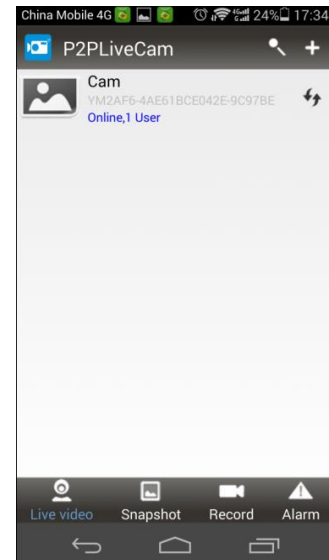 China Mobile 4G 24% 17:34
P2PLiveCam
Cam
YM2AF6-4AE61BCE042E-9C97BE
Online,1 User
Live video Snapshot Record Alarm